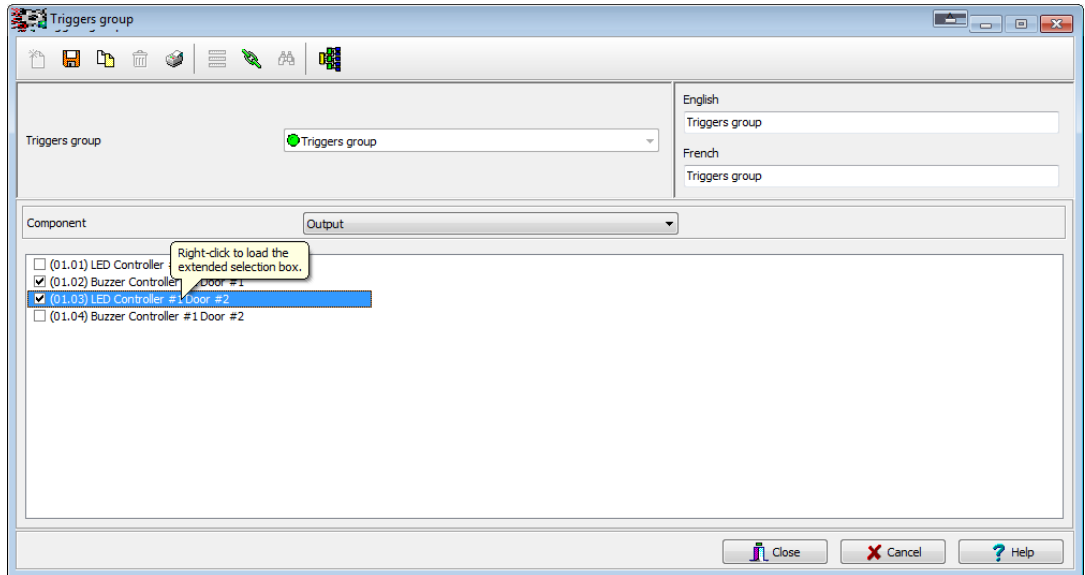 Triggers group
English
Triggers group
Triggers group
Triggers group
French
Triggers group
Component
Output
Right-click to load the
extended selection box.
(01.01) LED Controller
(01.02) Buzzer Controller Door #1
(01.03) LED Controller #1 Door #2
(01.04) Buzzer Controller #1 Door #2
Close
Cancel
? Help